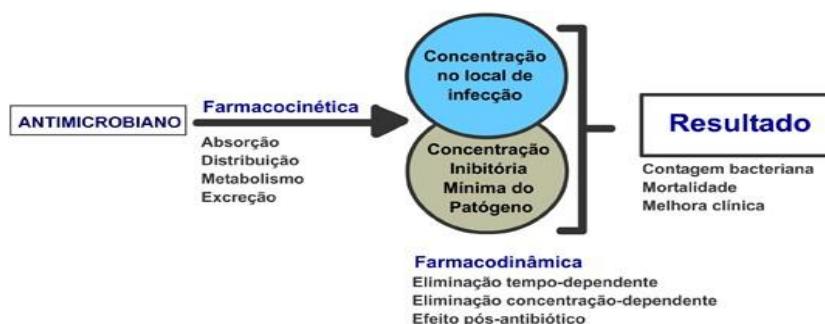 ANTIMICROBIANO
Farmacocinética
Absorção
Distribuição
Metabolismo
Excreção
Concentração
no local de
infecção
Concentração
Inibitória
Mínima do
Patógeno
Farmacodinâmica
Eliminação tempo-dependente
Eliminação concentração-dependente
Efeito pós-antibiótico
Resultado
Contagem bacteriana
Mortalidade
Melhora clínica